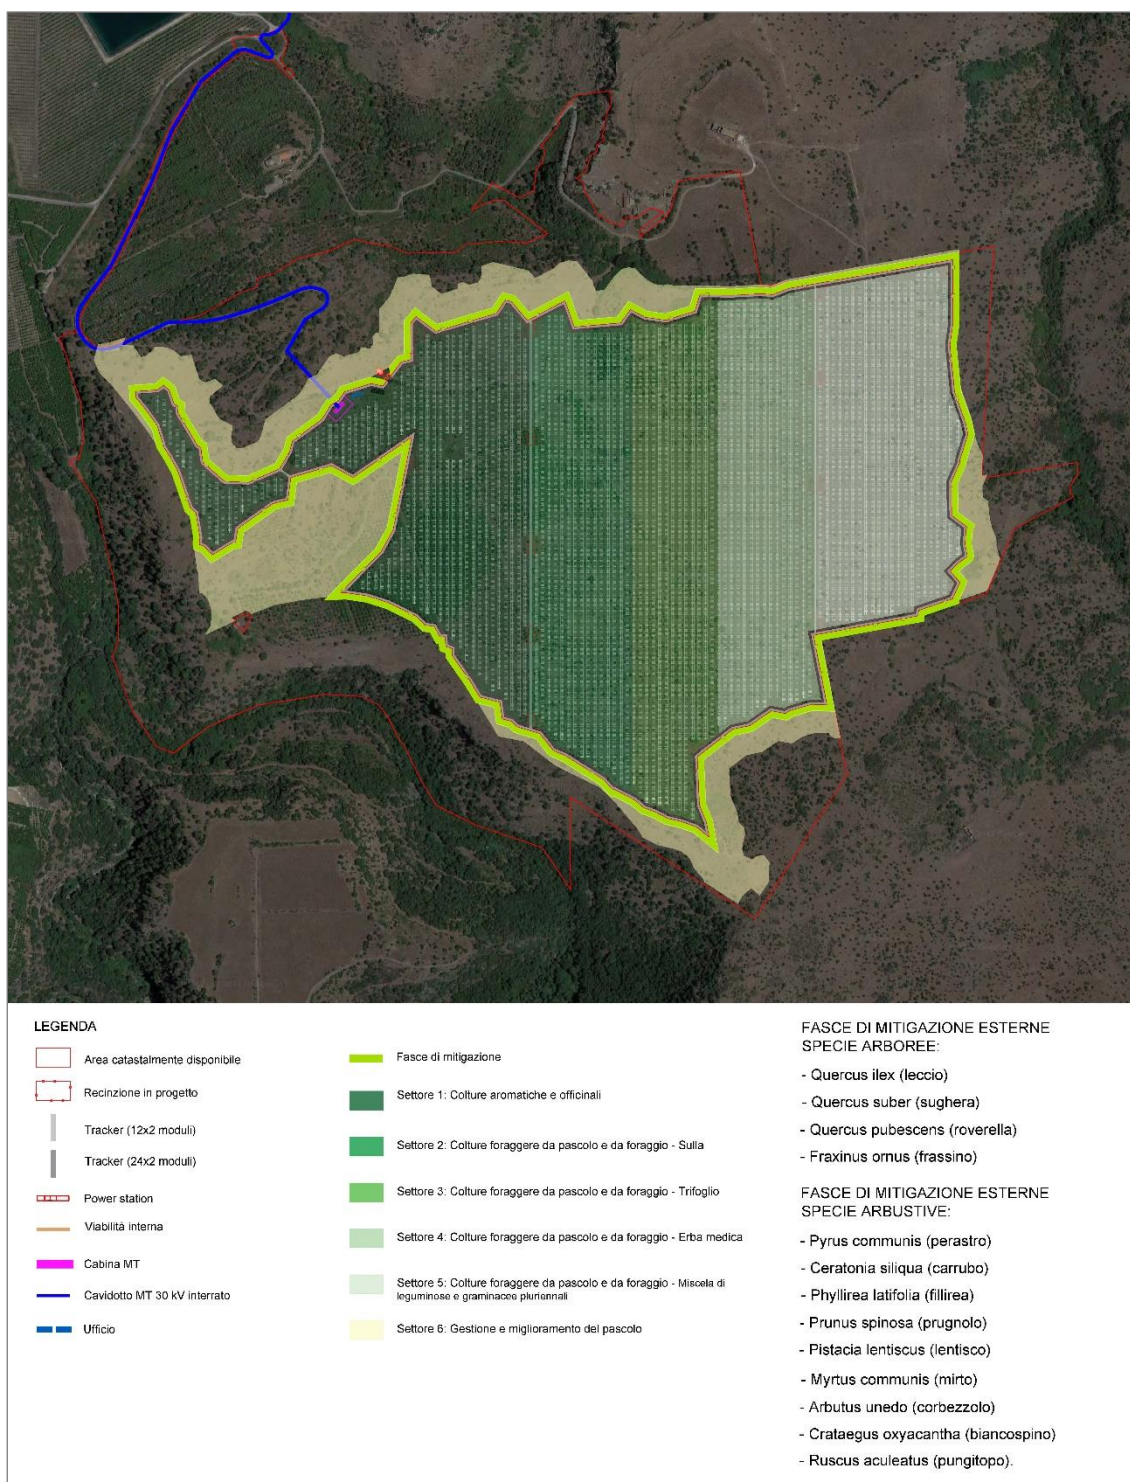 LEGENDA
Area catastalmente disponibile
Recinzione in progetto
Tracker (12x2 moduli)
Tracker (24x2 moduli)
Power station
Viabilità interna
Cabina MT
Cavidotto MT 30 kV interrato
Ufficio
Fasce di mitigazione
Settore 1: Colture aromatiche e officinali
Settore 2: Colture foraggere da pascolo e da foraggio - Sulla
Settore 3: Colture foraggere da pascolo e da foraggio - Trifoglio
Settore 4: Colture foraggere da pascolo e da foraggio - Erba medica
Settore 5: Colture foraggere da pascolo e da foraggio - Miscela di
leguminose e graminacee pluriennali
Settore 6: Gestione e miglioramento del pascolo
FASCE DI MITIGAZIONE ESTERNE
SPECIE ARBOREE:
- Quercus ilex (leccio)
- Quercus suber (sughera)
- Quercus pubescens (roverella)
- Fraxinus ornus (frassino)
FASCE DI MITIGAZIONE ESTERNE
SPECIE ARBUSTIVE:
- Pyrus communis (perastro)
- Ceratonia siliqua (carrubo)
- Phyllirea latifolia (fillirea)
- Prunus spinosa (prugnolo)
- Pistacia lentiscus (lentisco)
- Myrtus communis (mirto)
- Arbutus unedo (corbezzolo)
- Crataegus oxyacantha (biancospino)
- Ruscus aculeatus (pungitopo).